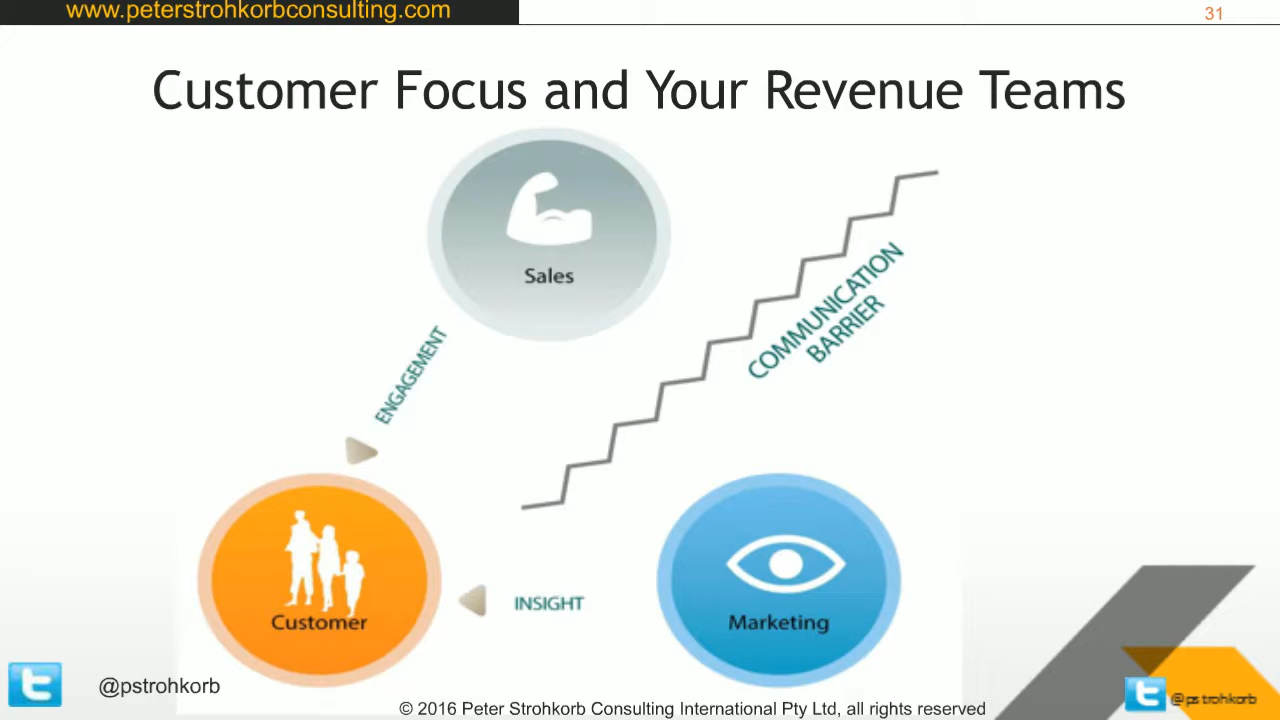 www.peterstrohkorbconsulting.com
31
Customer Focus and Your Revenue Teams
Sales
COMMUNICATION
BARRIER
ENGAGEMENT
Customer
INSIGHT
Marketing
@pstrohkorb
@pstrohkorb
© 2016 Peter Strohkorb Consulting International Pty Ltd, all rights reserved